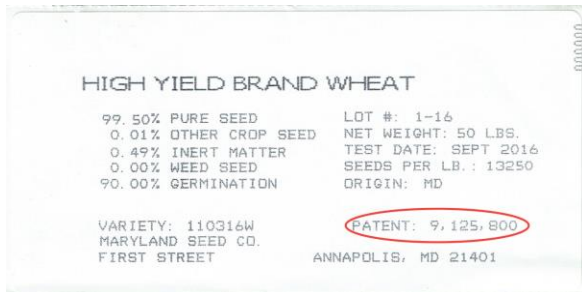 HIGH YIELD BRAND WHEAT
99.50% PURE SEED LOT #: 1-16
0.01% OTHER CROP SEED NET WEIGHT: 50 LBS.
0.49% INERT MATTER TEST DATE: SEPT 2016
0.00% WEED SEED SEEDS PER LB.: 13250
90.00% GERMINATION ORIGIN: MD
VARIETY: 110316W PATENT: 9,125,800
MARYLAND SEED CO.
FIRST STREET ANNAPOLIS, MD 21401
000000